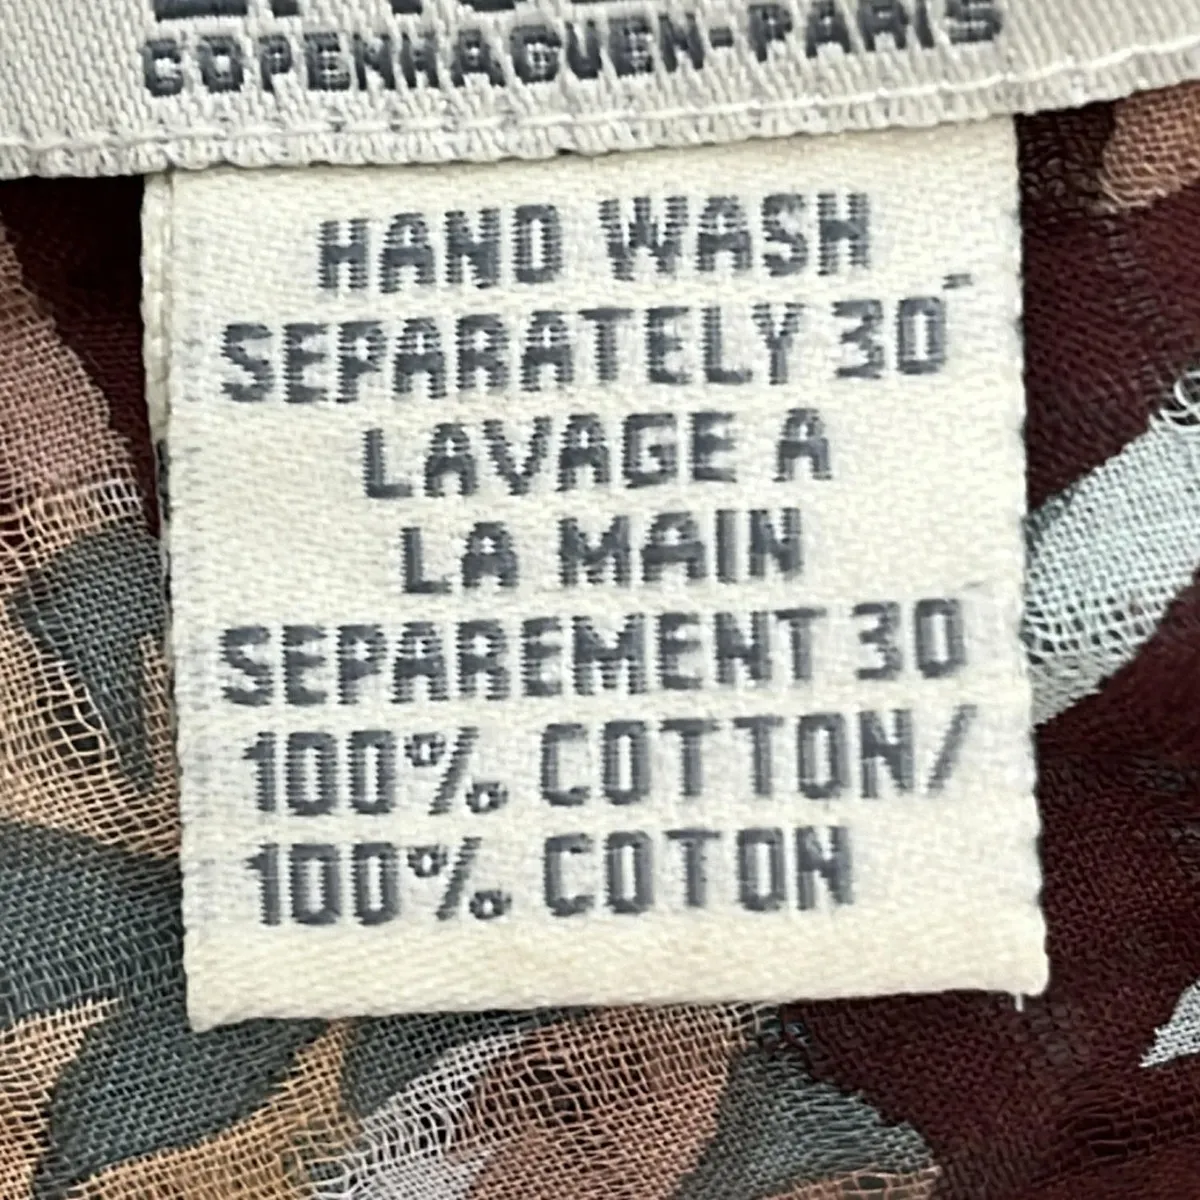 COPENHAGUEN-PARIS
HAND WASH
SEPARATELY 30°
LAVAGE A
LA MAIN
SEPAREMENT 30
100% COTTON/
100% COTON